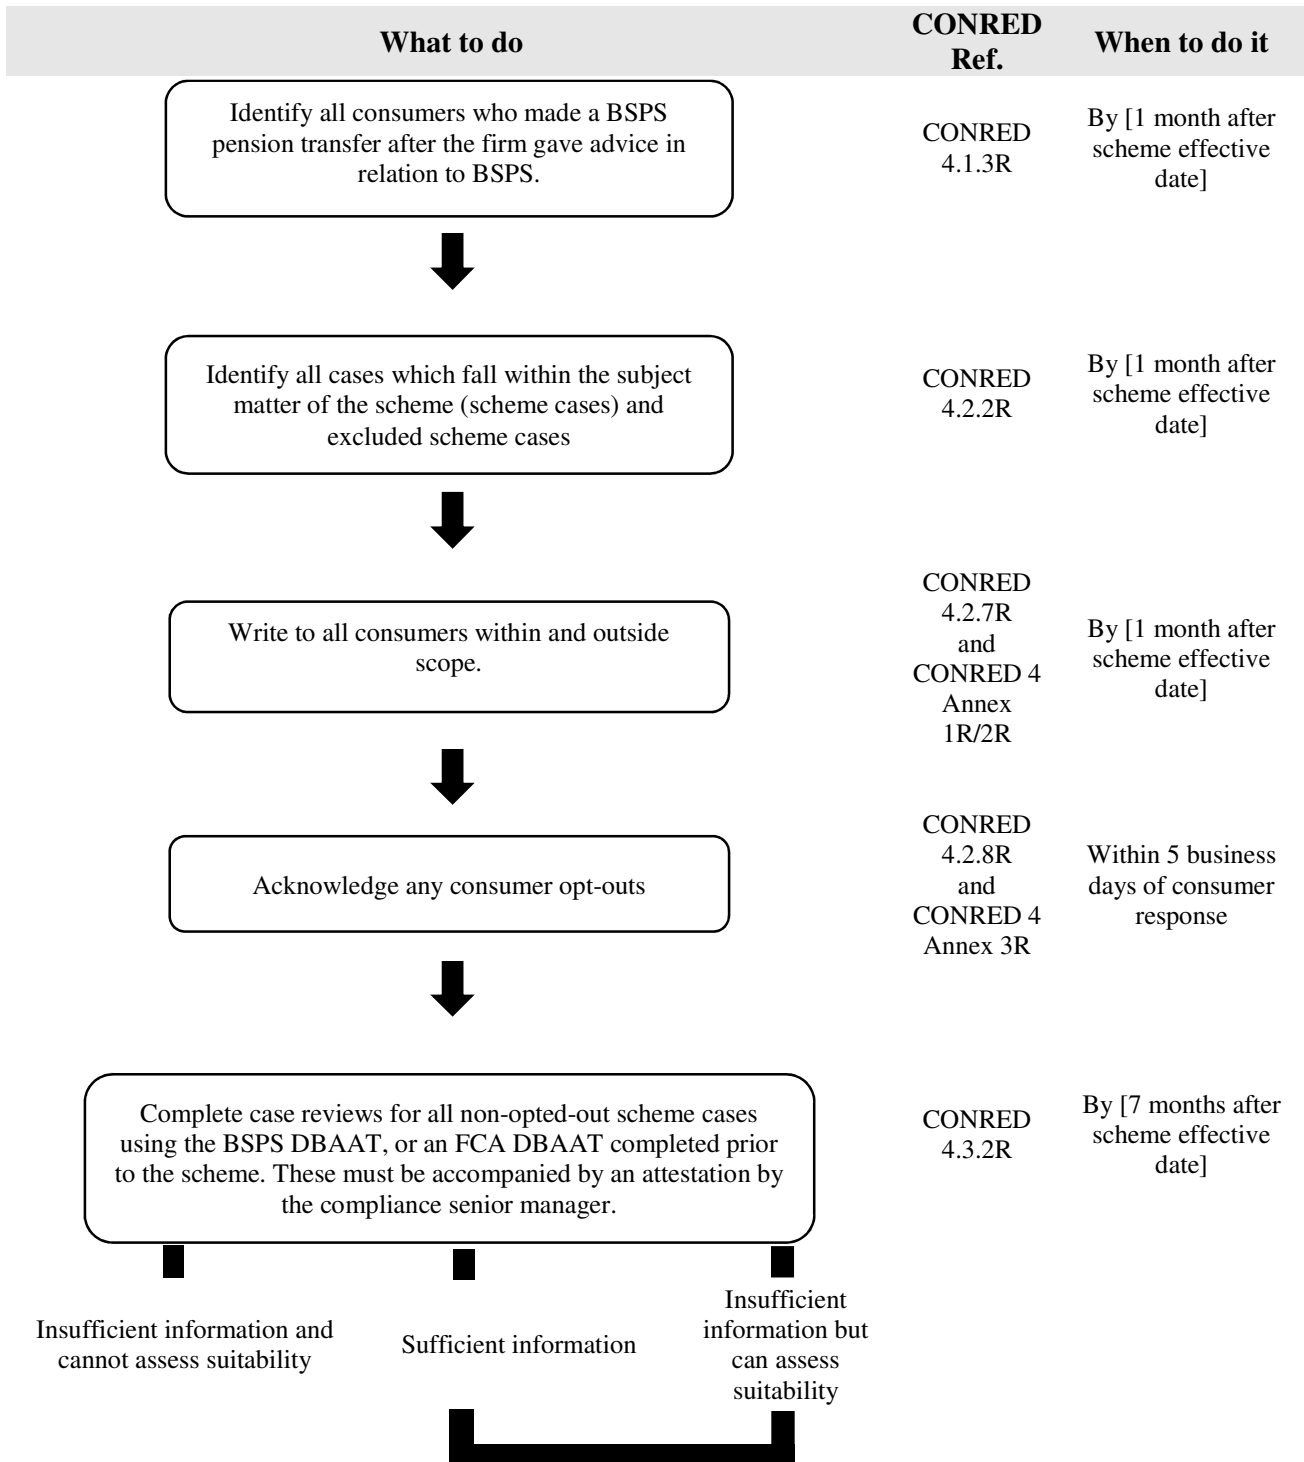 What to do
CONRED
Ref.
When to do it
Identify all consumers who made a BSPS
pension transfer after the firm gave advice in
relation to BSPS.
CONRED
4.1.3R
By [1 month after
scheme effective
date]
Identify all cases which fall within the subject
matter of the scheme (scheme cases) and
excluded scheme cases
CONRED
4.2.2R
By [1 month after
scheme effective
date]
Write to all consumers within and outside
scope.
CONRED
4.2.7R
and
CONRED 4
Annex
1R/2R
By [1 month after
scheme effective
date]
Acknowledge any consumer opt-outs
CONRED
4.2.8R
and
CONRED 4
Annex 3R
Within 5 business
days of consumer
response
Complete case reviews for all non-opted-out scheme cases
using the BSPS DBAAT, or an FCA DBAAT completed prior
to the scheme. These must be accompanied by an attestation by
the compliance senior manager.
CONRED
4.3.2R
By [7 months after
scheme effective
date]
Insufficient information and
cannot assess suitability
Sufficient information
Insufficient
information but
can assess
suitability